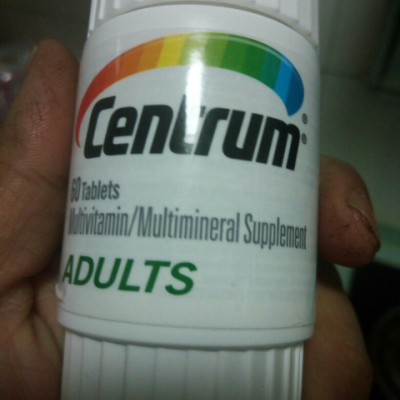 Centrum®
60 Tablets
Multivitamin/Multimineral Supplement
ADULTS